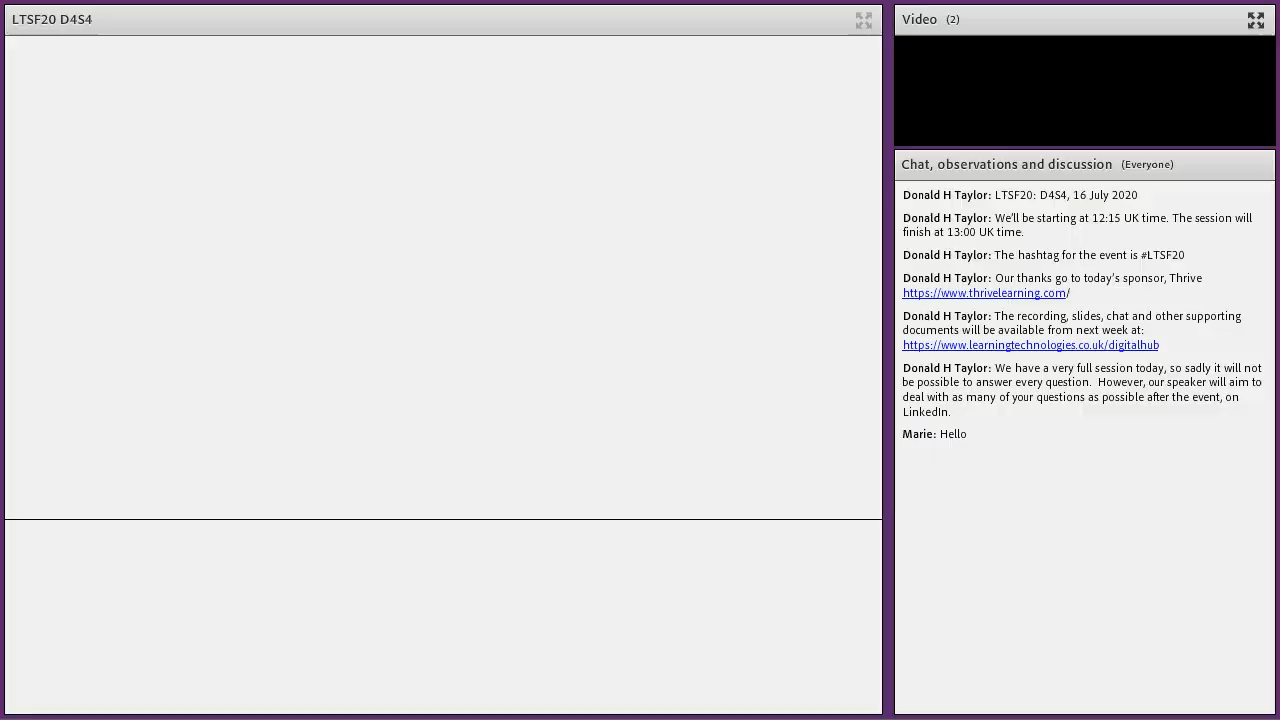 LTSF20 D4S4
Video (2)
Chat, observations and discussion (Everyone)
Donald H Taylor: LTSF20: D4S4, 16 July 2020
Donald H Taylor: We'll be starting at 12:15 UK time. The session will
finish at 13:00 UK time.
Donald H Taylor: The hashtag for the event is #LTSF20
Donald H Taylor: Our thanks go to today's sponsor, Thrive
https://www.thrivelearning.com/
Donald H Taylor: The recording, slides, chat and other supporting
documents will be available from next week at:
https://www.learningtechnologies.co.uk/digitalhub
Donald H Taylor: We have a very full session today, so sadly it will not
be possible to answer every question.  However, our speaker will aim to
deal with as many of your questions as possible after the event, on
LinkedIn.
Marie: Hello